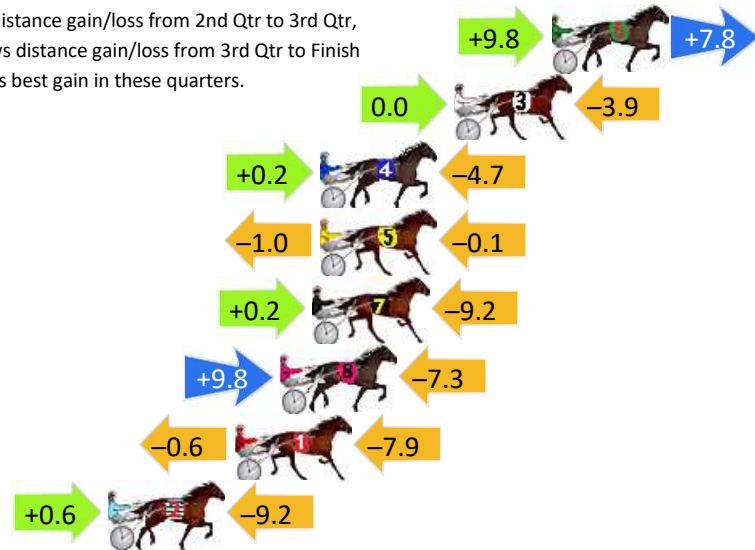 istance gain/loss from 2nd Qtr to 3rd Qtr,
vs distance gain/loss from 3rd Qtr to Finish
s best gain in these quarters.
+9.8 6 +7.8
0.0 3 –3.9
+0.2 4 –4.7
–1.0 5 –0.1
+0.2 7 –9.2
+9.8 8 –7.3
–0.6 1 –7.9
+0.6 2 –9.2